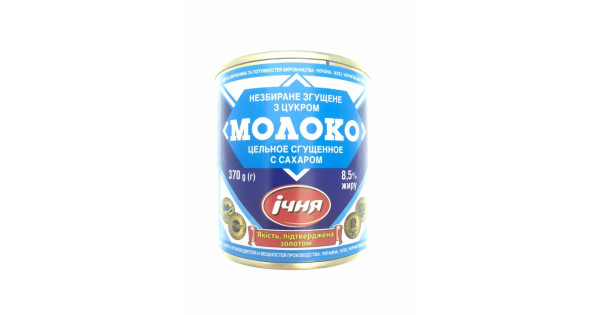 НЕЗБИРАНЕ ЗГУЩЕНЕ
З ЦУКРОМ
МОЛОКО
ЦЕЛЬНОЕ СГУЩЕННОЕ
С САХАРОМ
370 g (г)
8,5%
жиру
ічня
Якість, підтверджена
золотом